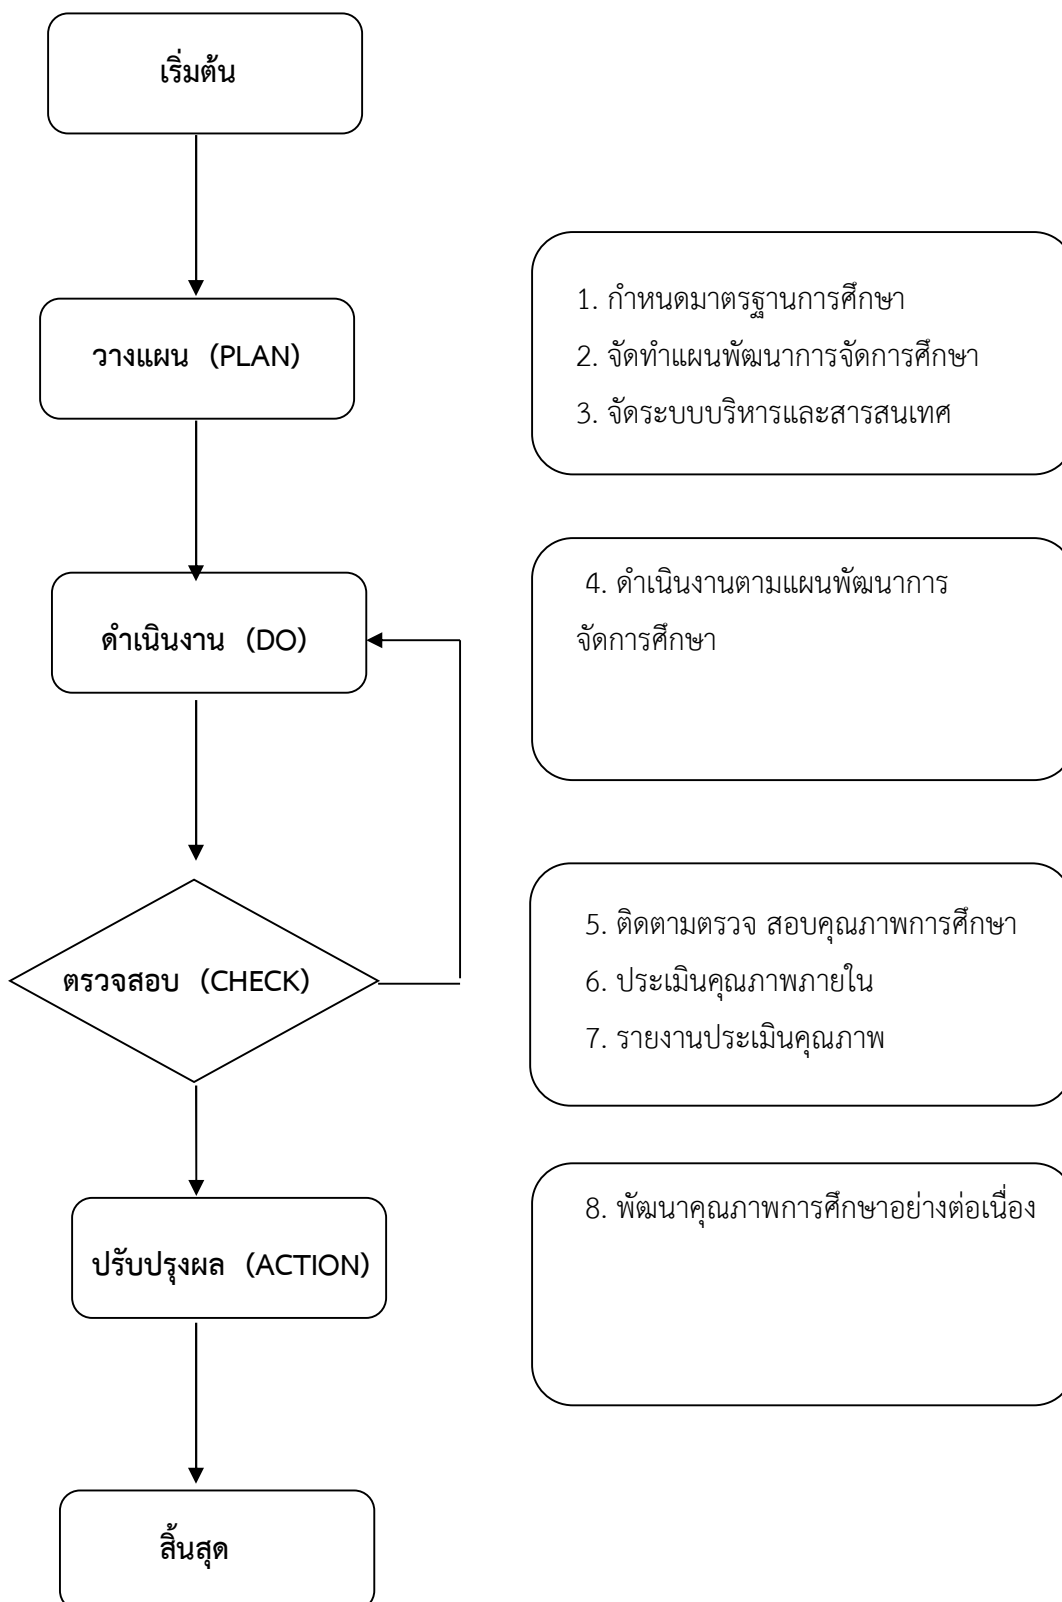 เริ่มต้น
วางแผน (PLAN)
1. กำหนดมาตรฐานการศึกษา
2. จัดทำแผนพัฒนาการจัดการศึกษา
3. จัดระบบบริหารและสารสนเทศ
ดำเนินงาน (DO)
4. ดำเนินงานตามแผนพัฒนาการ
จัดการศึกษา
ตรวจสอบ (CHECK)
5. ติดตามตรวจ สอบคุณภาพการศึกษา
6. ประเมินคุณภาพภายใน
7. รายงานประเมินคุณภาพ
ปรับปรุงผล (ACTION)
8. พัฒนาคุณภาพการศึกษาอย่างต่อเนื่อง
สิ้นสุด